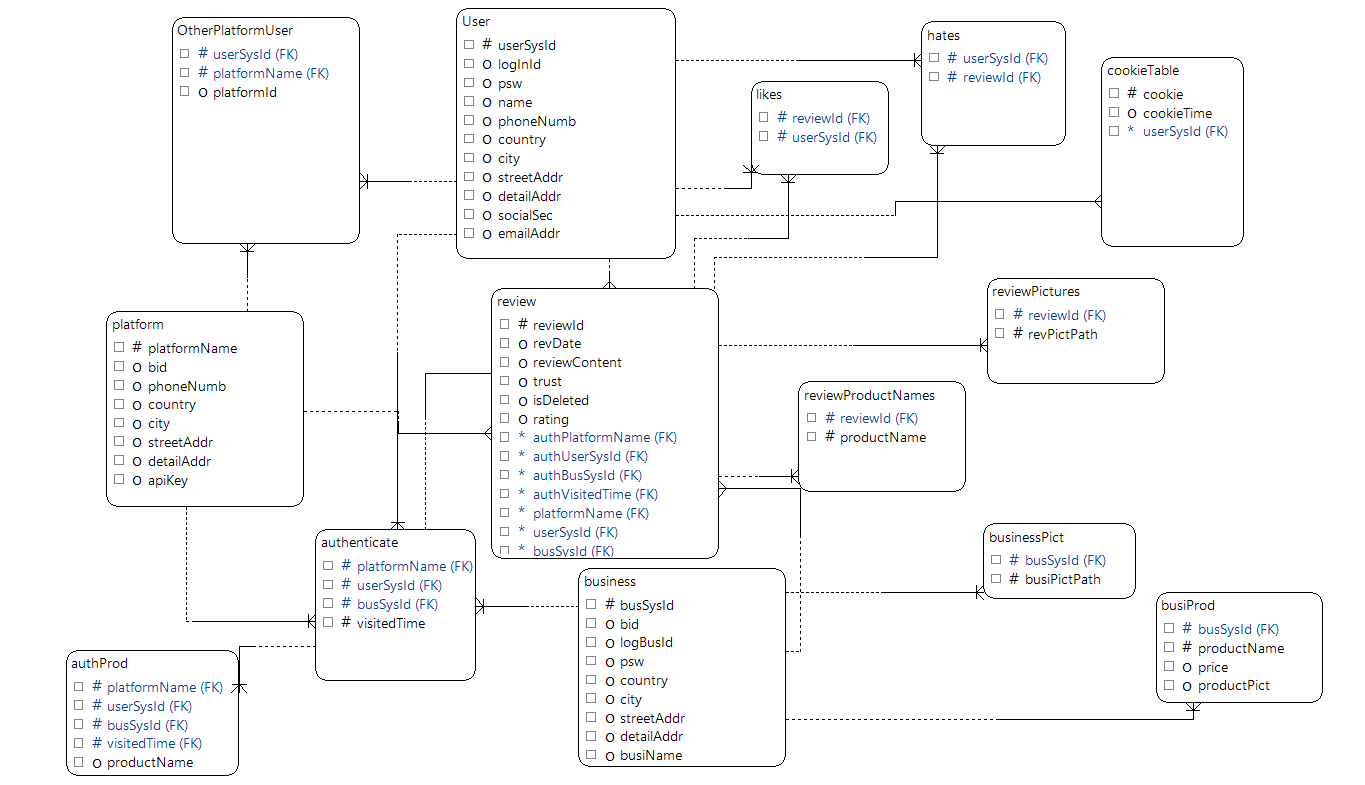 OtherPlatformUser
# userSysId (FK)
# platformName (FK)
o platformId
User
# userSysId
o logInId
o psw
o name
o phoneNumb
o country
o city
o streetAddr
o detailAddr
o socialSec
o emailAddr
hates
# userSysId (FK)
# reviewId (FK)
likes
# reviewId (FK)
# userSysId (FK)
cookieTable
# cookie
o cookieTime
* userSysId (FK)
platform
# platformName
o bid
o phoneNumb
o country
o city
o streetAddr
o detailAddr
o apiKey
review
# reviewId
o revDate
o reviewContent
o trust
o isDeleted
o rating
* authPlatformName (FK)
* authUserSysId (FK)
* authBusSysId (FK)
* authVisitedTime (FK)
* platformName (FK)
* userSysId (FK)
* busSysId (FK)
reviewPictures
# reviewId (FK)
# revPictPath
reviewProductNames
# reviewId (FK)
# productName
authenticate
# platformName (FK)
# userSysId (FK)
# busSysId (FK)
# visitedTime
business
# busSysId
o bid
o logBusId
o psw
o country
o city
o streetAddr
o detailAddr
o busiName
businessPict
# busSysId (FK)
# busiPictPath
busiProd
# busSysId (FK)
# productName
o price
o productPict
authProd
# platformName (FK)
# userSysId (FK)
# busSysId (FK)
# visitedTime (FK)
o productName